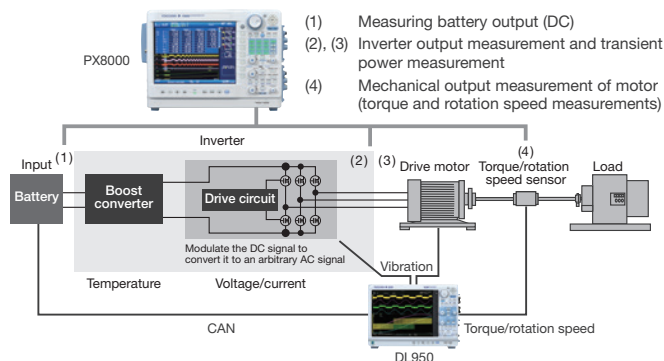 (1) Measuring battery output (DC)
(2), (3) Inverter output measurement and transient
power measurement
(4) Mechanical output measurement of motor
(torque and rotation speed measurements)
PX8000
Inverter
Input (1)
(2) (3) Drive motor
(4)
Torque/rotation
speed sensor
Load
Battery
Boost
converter
Drive circuit
Modulate the DC signal to
convert it to an arbitrary AC signal
Temperature
Voltage/current
Vibration
CAN
Torque/rotation speed
DL950